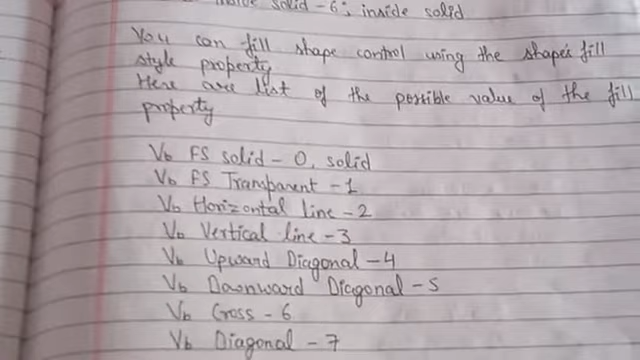 inside solid - 6; inside solid
You can fill shape control using the shape's fill
style property
Here are list of the possible value of the fill
property
Vb FS solid - 0, solid
Vb FS Transparent - 1
Vb Horizontal line - 2
Vb Vertical line - 3
Vb Upward Diagonal - 4
Vb Downward Diagonal - 5
Vb Cross - 6
Vb Diagonal - 7